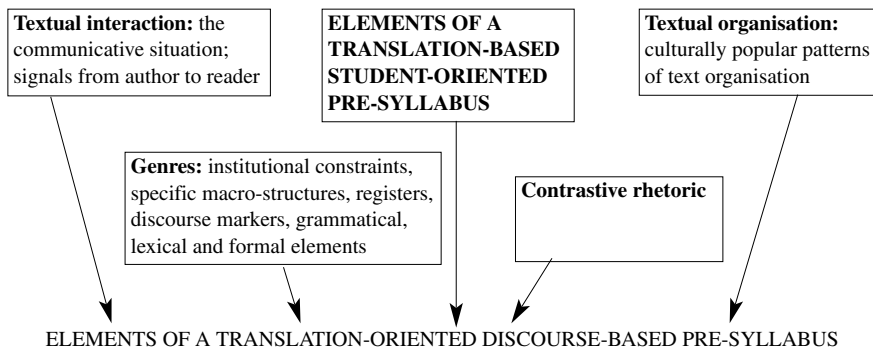 Textual interaction: the
communicative situation;
signals from author to reader
ELEMENTS OF A
TRANSLATION-BASED
STUDENT-ORIENTED
PRE-SYLLABUS
Textual organisation:
culturally popular patterns
of text organisation
Genres: institutional constraints,
specific macro-structures, registers,
discourse markers, grammatical,
lexical and formal elements
Contrastive rhetoric
ELEMENTS OF A TRANSLATION-ORIENTED DISCOURSE-BASED PRE-SYLLABUS